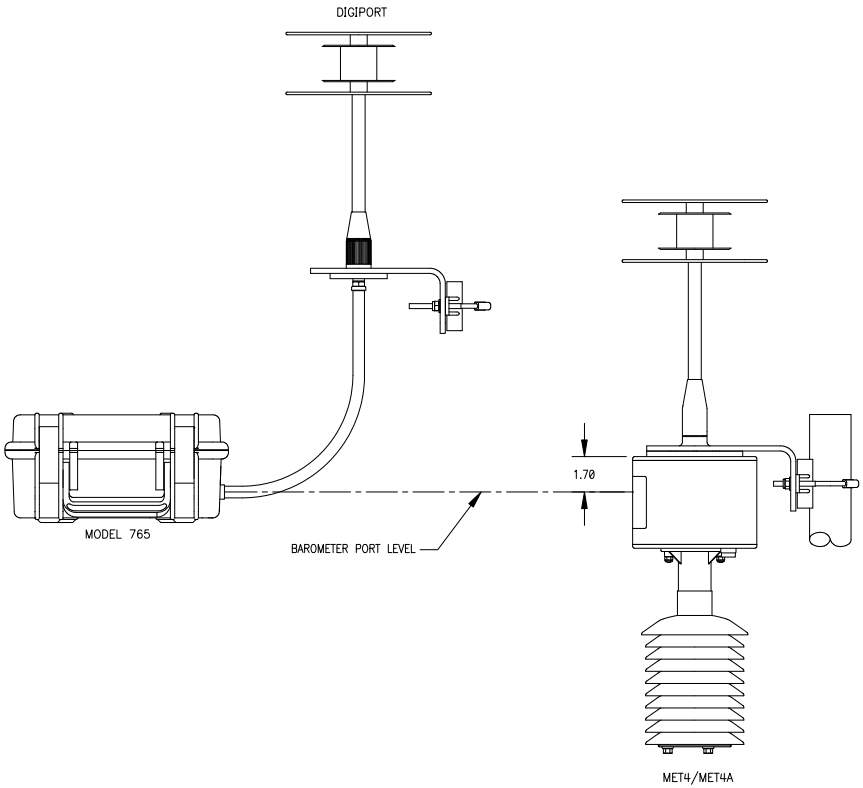 DIGIPORT
1.70
MODEL 765
BAROMETER PORT LEVEL
MET4/MET4A